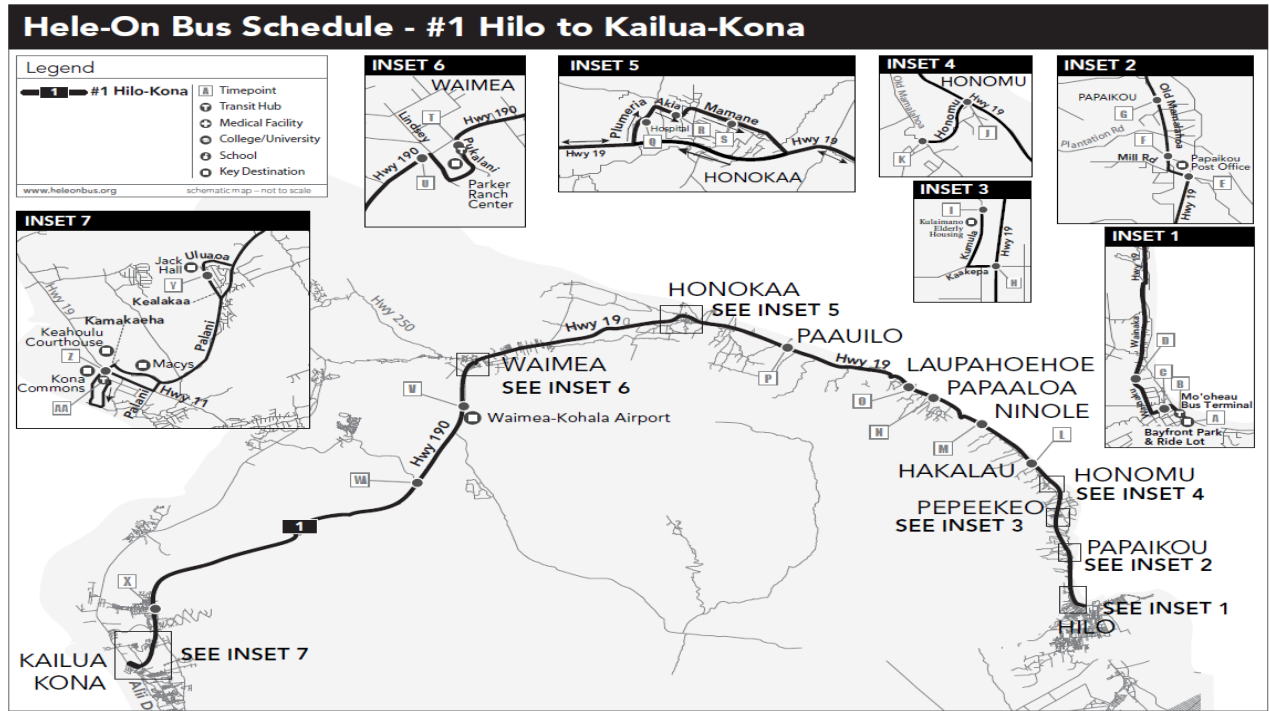 Hele-On Bus Schedule - #1 Hilo to Kailua-Kona
Legend
1 #1 Hilo-Kona
A Timepoint
Transit Hub
Medical Facility
College/University
School
Key Destination
www.heleonbus.org
schematic map – not to scale
INSET 6
WAIMEA
Lindsey
T
Hwy 190
Pukalani
Hwy 190
U
Parker
Ranch
Center
INSET 5
Plumeria
Akia
Mamane
Hospital
R
S
Q
Hwy 19
Hwy 19
HONOKAA
INSET 4
Old Mamalahoa
HONOMU
Hwy 19
Honomu
J
K
INSET 2
PAPAIKOU
Old Mamalahoa
G
Plantation Rd
F
Mill Rd
Papaikou
Post Office
E
Hwy 19
INSET 3
I
Kulaimano
Elderly
Housing
Kumula
Hwy 19
Kaakepa
H
INSET 1
Hwy 19
Wainaku
D
C
B
Mo'oheau
Bus Terminal
A
Bayfront Park
& Ride Lot
INSET 7
Jack
Hall
Uluaoa
Y
Hwy 19
Kealakaa
Kamakaeha
Keahoulu
Courthouse
Palani
Z
Macys
Kona
Commons
AA
Palani
Hwy 11
Hwy 250
HONOKAA
SEE INSET 5
Hwy 19
PAAUILO
Hwy 19
P
LAUPAHOEHOE
PAPAALOA
NINOLE
O
N
M
L
WAIMEA
SEE INSET 6
V
Waimea-Kohala Airport
Hwy 190
WA
HAKALAU
HONOMU
SEE INSET 4
PEPEEKEO
SEE INSET 3
PAPAIKOU
SEE INSET 2
SEE INSET 1
HILO
1
X
SEE INSET 7
KAILUA
KONA
Alii D